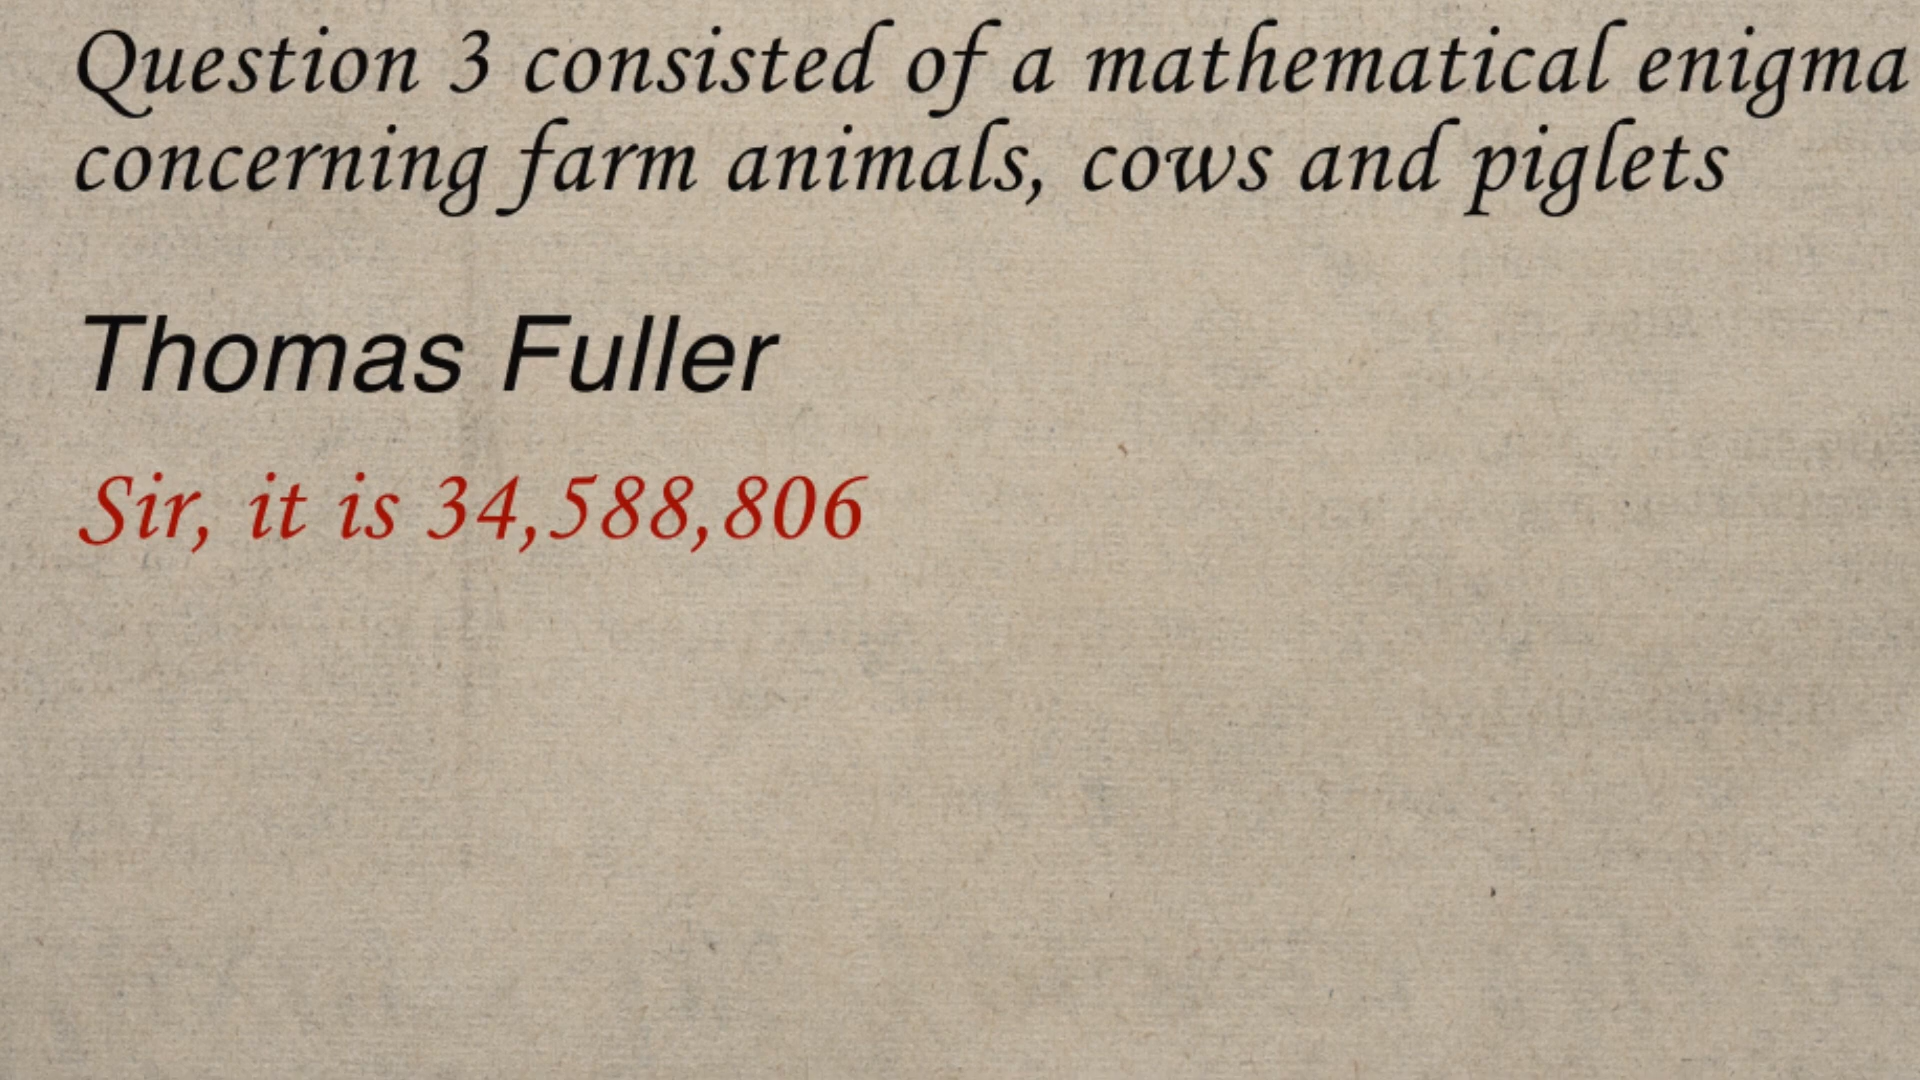 Question 3 consisted of a mathematical enigma
concerning farm animals, cows and piglets
Thomas Fuller
Sir, it is 34,588,806